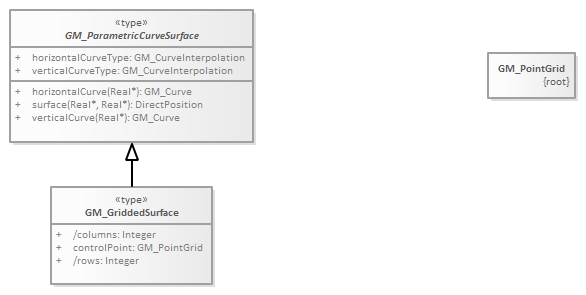 «type»
GM_ParametricCurveSurface
+ horizontalCurveType: GM_CurveInterpolation
+ verticalCurveType: GM_CurveInterpolation
+ horizontalCurve(Real*): GM_Curve
+ surface(Real*, Real*): DirectPosition
+ verticalCurve(Real*): GM_Curve
GM_PointGrid
{root}
«type»
GM_GriddedSurface
+ /columns: Integer
+ controlPoint: GM_PointGrid
+ /rows: Integer